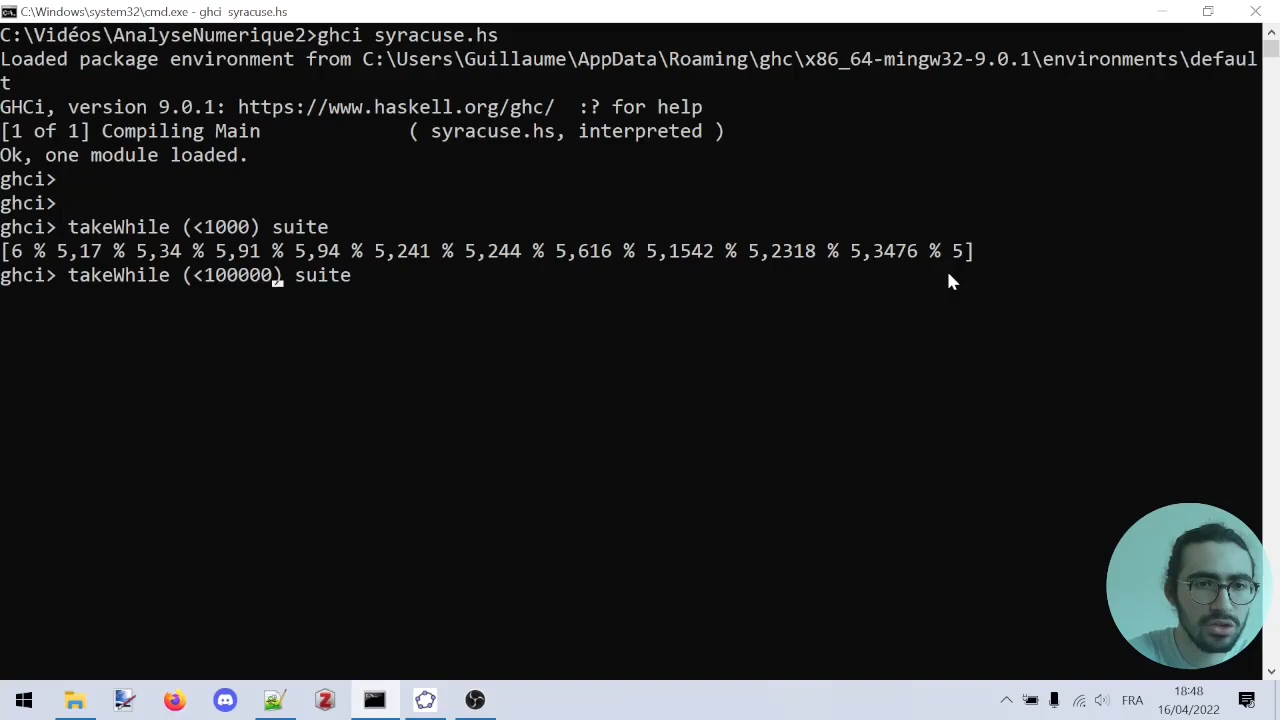 C:\Windows\system32\cmd.exe - ghci  syracuse.hs
C:\Vidéos\AnalyseNumerique2>ghci syracuse.hs
Loaded package environment from C:\Users\Guillaume\AppData\Roaming\ghc\x86_64-mingw32-9.0.1\environments\defaul
t
GHCi, version 9.0.1: https://www.haskell.org/ghc/  :? for help
[1 of 1] Compiling Main             ( syracuse.hs, interpreted )
Ok, one module loaded.
ghci>
ghci>
ghci> takeWhile (<1000) suite
[6 % 5,17 % 5,34 % 5,91 % 5,94 % 5,241 % 5,244 % 5,616 % 5,1542 % 5,2318 % 5,3476 % 5]
ghci> takeWhile (<100000) suite
FRA
18:48
16/04/2022